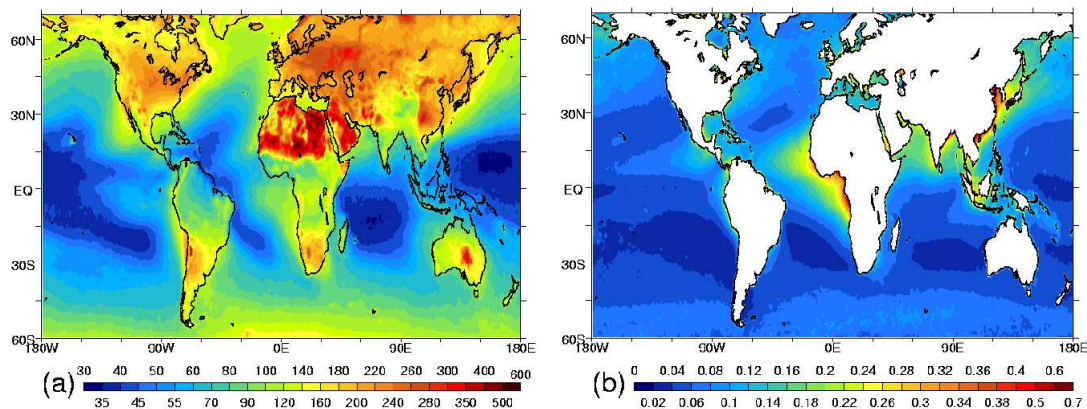 60N
30N
EQ
30S
60S
180W 90W 0E 90E 180E
(a)
30 40 50 60 80 100 140 180 220 260 300 400 600
35 45 55 70 90 120 160 200 240 280 350 500
60N
30N
EQ
30S
60S
180W 90W 0E 90E 180E
(b)
0 0.04 0.08 0.12 0.16 0.2 0.24 0.28 0.32 0.36 0.4 0.6
0.02 0.06 0.1 0.14 0.18 0.22 0.26 0.3 0.34 0.38 0.5 0.7